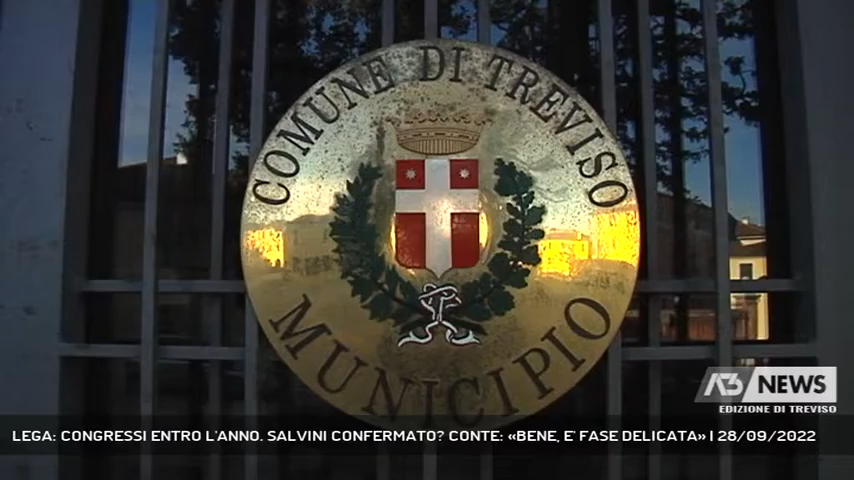 COMUNE DI TREVISO
MUNICIPIO
A3 NEWS
EDIZIONE DI TREVISO
LEGA: CONGRESSI ENTRO L'ANNO. SALVINI CONFERMATO? CONTE: «BENE, E' FASE DELICATA» | 28/09/2022